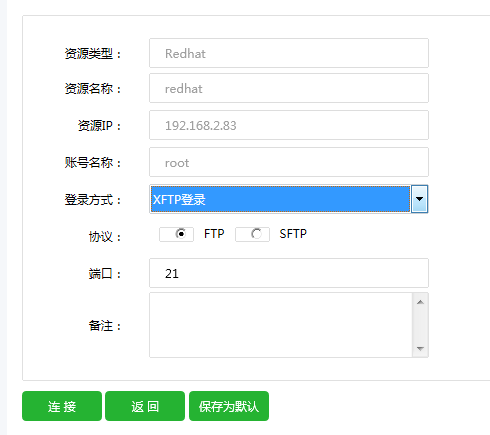 资源类型： Redhat
资源名称： redhat
资源IP： 192.168.2.83
账号名称： root
登录方式： XFTP登录
协议： FTP SFTP
端口： 21
备注：
连 接 返 回 保存为默认